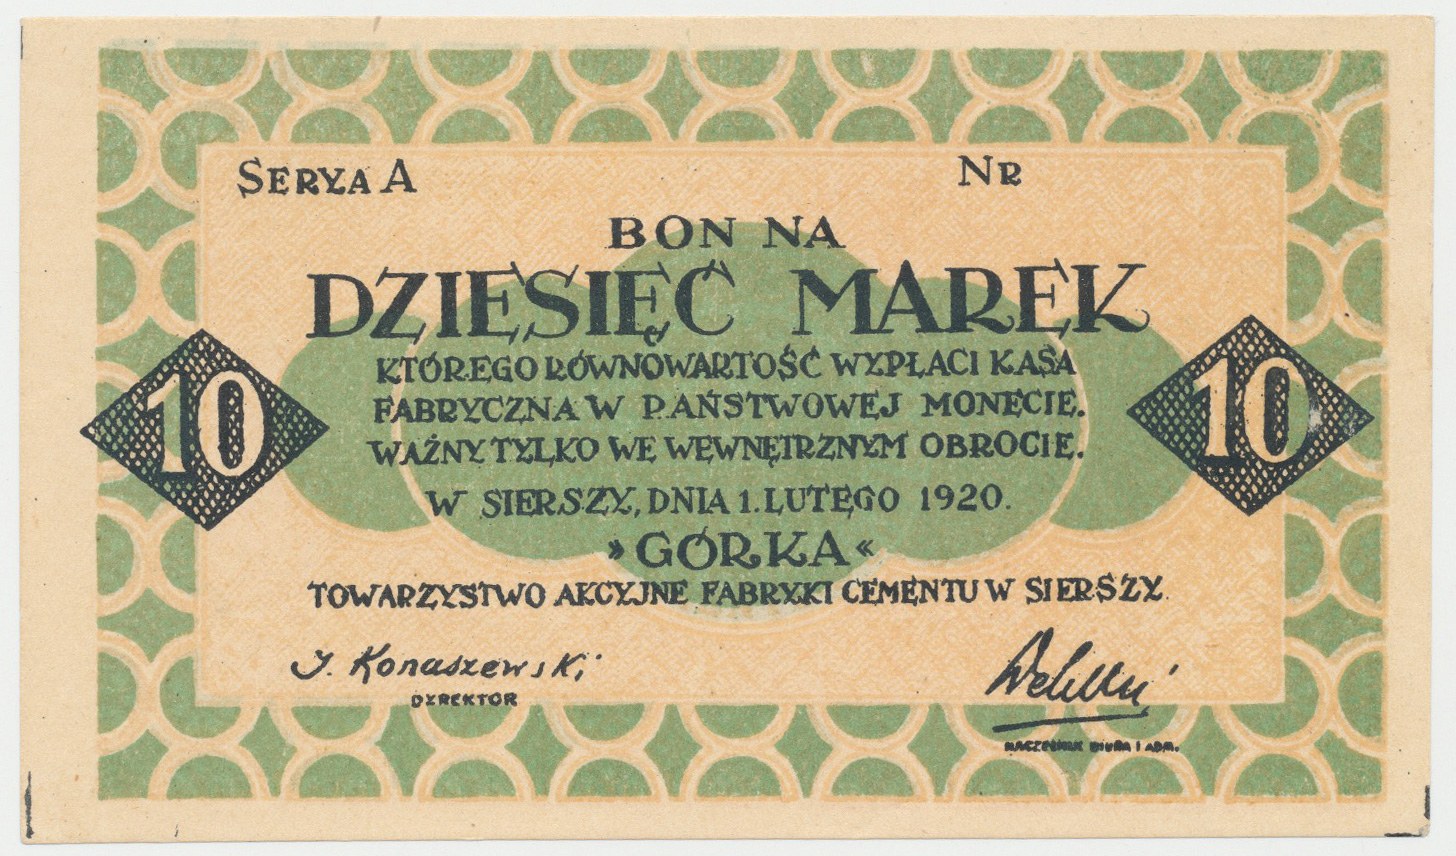 SERYA A
NR
BON NA
DZIESIĘĆ MAREK
KTÓREGO RÓWNOWARTOŚĆ WYPŁACI KASA
FABRYCZNA W PAŃSTWOWEJ MONECIE.
WAŻNY TYLKO WE WEWNĘTRZNYM OBROCIE.
10
10
W SIERSZY, DNIA 1. LUTEGO 1920.
»GÓRKA«
TOWARZYSTWO AKCYJNE FABRYKI CEMENTU W SIERSZY.
J. Konaszewski
DYREKTOR
NACZELNIK BIURA I ADM.